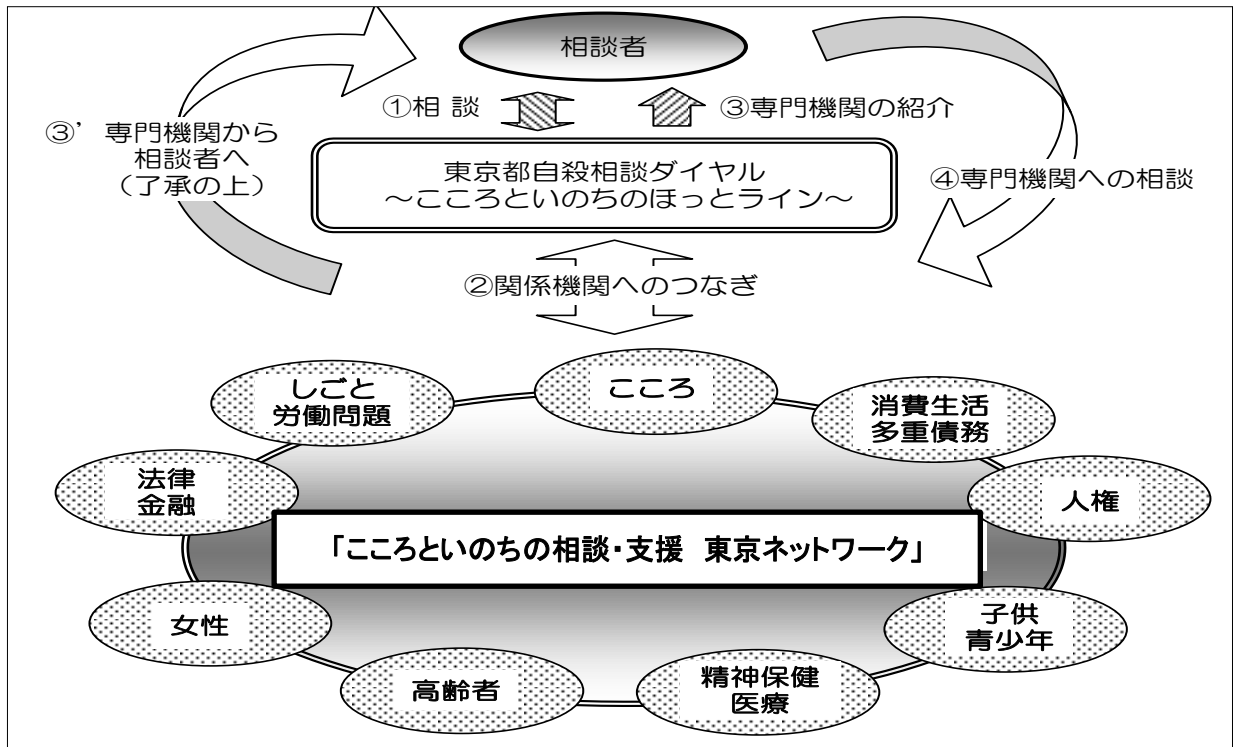 相談者
①相 談
③専門機関の紹介
③’専門機関から
相談者へ
（了承の上）
東京都自殺相談ダイヤル
～こころといのちのほっとライン～
④専門機関への相談
②関係機関へのつなぎ
しごと
労働問題
こころ
消費生活
多重債務
法律
金融
人権
「こころといのちの相談・支援　東京ネットワーク」
女性
子供
青少年
高齢者
精神保健
医療